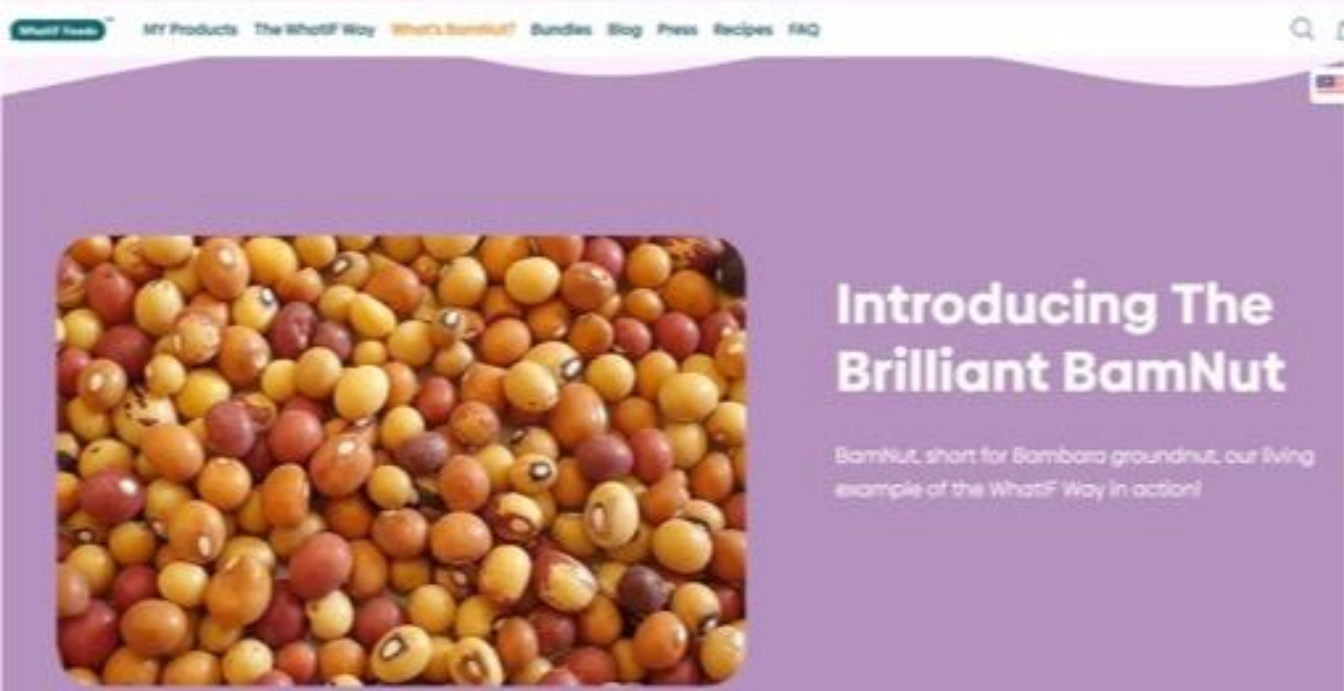 WhatIF Foods
MY Products The WhatIF Way What's BamNut? Bundles Blog Press Recipes FAQ
Introducing The
Brilliant BamNut
BamNut, short for Bambara groundnut, our living
example of the WhatIF Way in action!